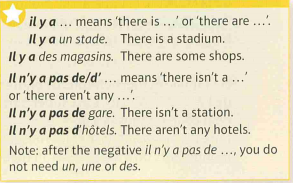 il y a … means ‘there is …’ or ‘there are …’.
Il y a un stade. There is a stadium.
Il y a des magasins. There are some shops.
Il n’y a pas de/d’ … means ‘there isn’t a …’
or ‘there aren’t any …’.
Il n’y a pas de gare. There isn’t a station.
Il n’y a pas d’hôtels. There aren’t any hotels.
Note: after the negative il n’y a pas de …, you do
not need un, une or des.